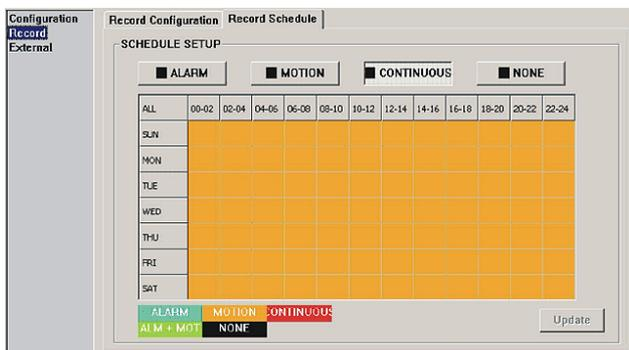 Configuration
Record
External
Record Configuration Record Schedule
SCHEDULE SETUP
ALARM MOTION CONTINUOUS NONE
ALL 00-02 02-04 04-06 06-08 08-10 10-12 12-14 14-16 16-18 18-20 20-22 22-24
SUN
MON
TUE
WED
THU
FRI
SAT
ALARM MOTION CONTINUOUS
ALM + MOT NONE
Update